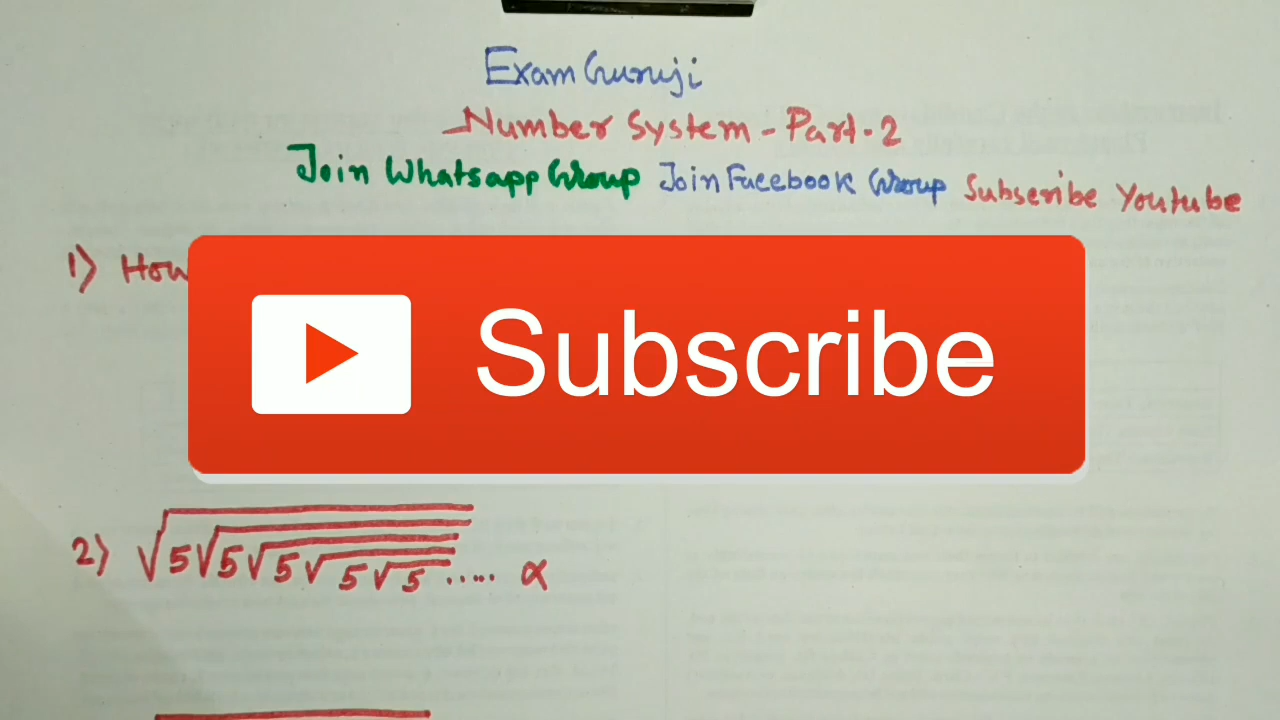 Exam Guruji
Number System - Part-2
Join Whatsapp Group Join Facebook Group Subscribe Youtube
1) How
Subscribe
2) √5√5√5√5√5..... α